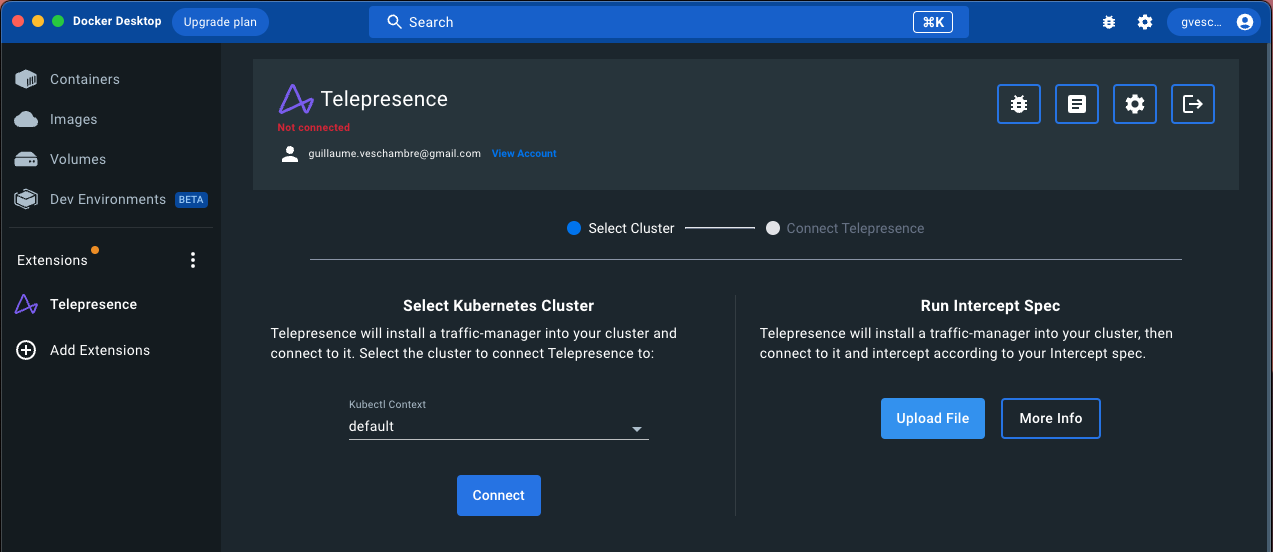 Docker Desktop
Upgrade plan
Search
⌘K
gvesc...
Containers
Images
Volumes
Dev Environments BETA
Extensions
Telepresence
Add Extensions
Telepresence
Not connected
guillaume.veschambre@gmail.com View Account
Select Cluster
Connect Telepresence
Select Kubernetes Cluster
Telepresence will install a traffic-manager into your cluster and
connect to it. Select the cluster to connect Telepresence to:
Kubectl Context
default
Connect
Run Intercept Spec
Telepresence will install a traffic-manager into your cluster, then
connect to it and intercept according to your Intercept spec.
Upload File
More Info